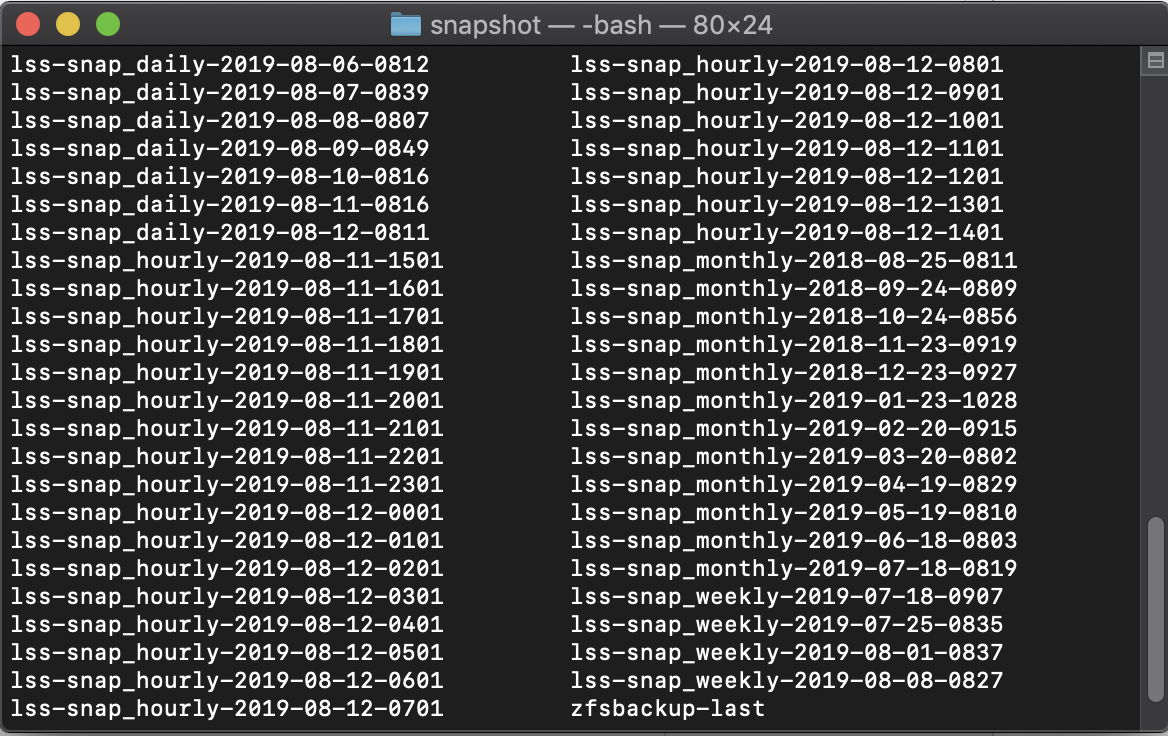 snapshot — -bash — 80×24
lss-snap_daily-2019-08-06-0812 lss-snap_hourly-2019-08-12-0801
lss-snap_daily-2019-08-07-0839 lss-snap_hourly-2019-08-12-0901
lss-snap_daily-2019-08-08-0807 lss-snap_hourly-2019-08-12-1001
lss-snap_daily-2019-08-09-0849 lss-snap_hourly-2019-08-12-1101
lss-snap_daily-2019-08-10-0816 lss-snap_hourly-2019-08-12-1201
lss-snap_daily-2019-08-11-0816 lss-snap_hourly-2019-08-12-1301
lss-snap_daily-2019-08-12-0811 lss-snap_hourly-2019-08-12-1401
lss-snap_hourly-2019-08-11-1501 lss-snap_monthly-2018-08-25-0811
lss-snap_hourly-2019-08-11-1601 lss-snap_monthly-2018-09-24-0809
lss-snap_hourly-2019-08-11-1701 lss-snap_monthly-2018-10-24-0856
lss-snap_hourly-2019-08-11-1801 lss-snap_monthly-2018-11-23-0919
lss-snap_hourly-2019-08-11-1901 lss-snap_monthly-2018-12-23-0927
lss-snap_hourly-2019-08-11-2001 lss-snap_monthly-2019-01-23-1028
lss-snap_hourly-2019-08-11-2101 lss-snap_monthly-2019-02-20-0915
lss-snap_hourly-2019-08-11-2201 lss-snap_monthly-2019-03-20-0802
lss-snap_hourly-2019-08-11-2301 lss-snap_monthly-2019-04-19-0829
lss-snap_hourly-2019-08-12-0001 lss-snap_monthly-2019-05-19-0810
lss-snap_hourly-2019-08-12-0101 lss-snap_monthly-2019-06-18-0803
lss-snap_hourly-2019-08-12-0201 lss-snap_monthly-2019-07-18-0819
lss-snap_hourly-2019-08-12-0301 lss-snap_weekly-2019-07-18-0907
lss-snap_hourly-2019-08-12-0401 lss-snap_weekly-2019-07-25-0835
lss-snap_hourly-2019-08-12-0501 lss-snap_weekly-2019-08-01-0837
lss-snap_hourly-2019-08-12-0601 lss-snap_weekly-2019-08-08-0827
lss-snap_hourly-2019-08-12-0701 zfsbackup-last